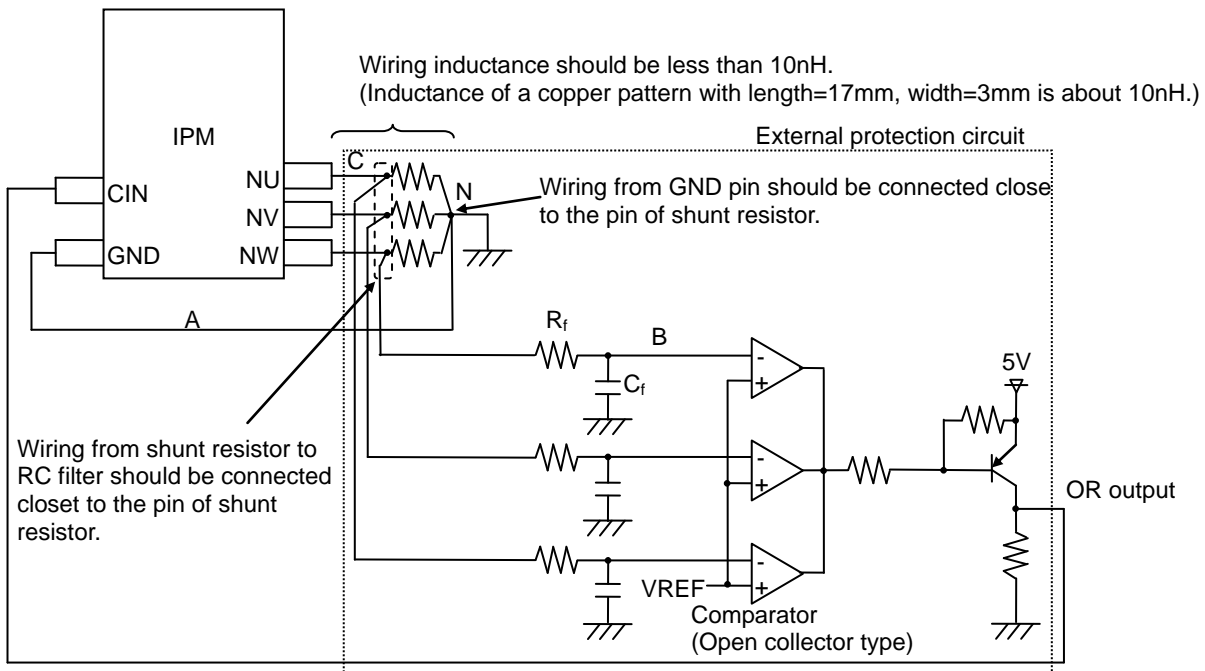 Wiring inductance should be less than 10nH.
(Inductance of a copper pattern with length=17mm, width=3mm is about 10nH.)
IPM
External protection circuit
C
NU
CIN
N
Wiring from GND pin should be connected close
to the pin of shunt resistor.
NV
GND
NW
A
Rf
B
-
+
5V
Cf
Wiring from shunt resistor to
RC filter should be connected
closet to the pin of shunt
resistor.
-
+
OR output
-
+
VREF
Comparator
(Open collector type)